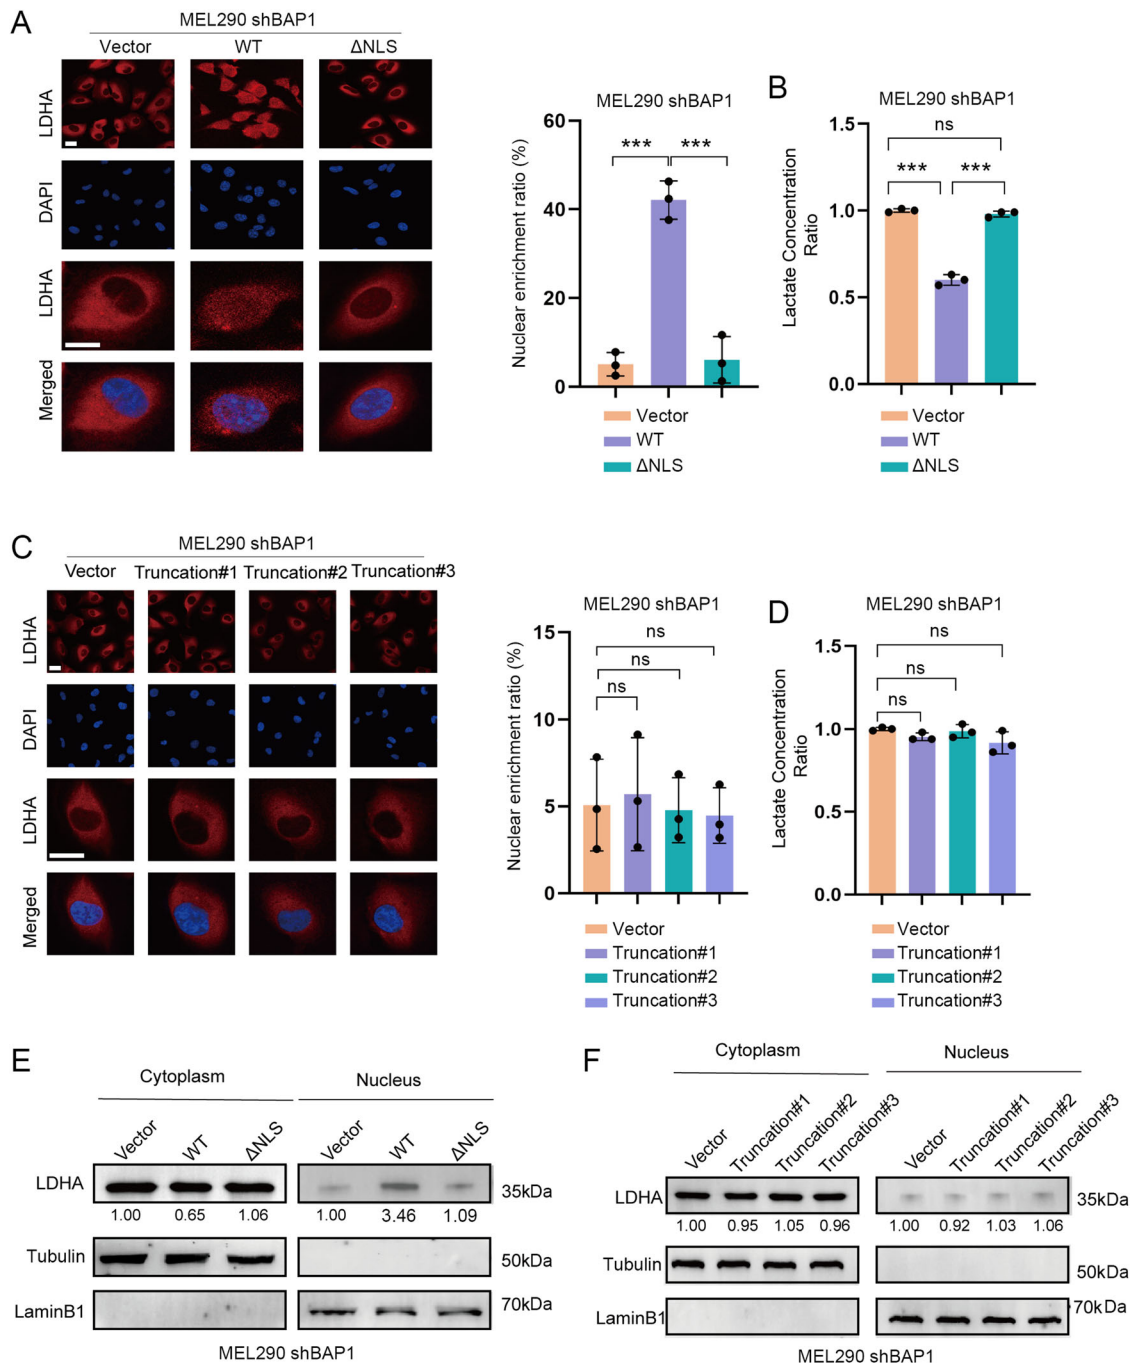 A
MEL290 shBAP1
Vector WT ΔNLS
LDHA
DAPI
LDHA
Merged
MEL290 shBAP1
Nuclear enrichment ratio (%)
60
40
20
0
*** ***
Vector
WT
ΔNLS
B
MEL290 shBAP1
Lactate Concentration
Ratio
1.5
1.0
0.5
0.0
ns
*** ***
Vector
WT
ΔNLS
C
MEL290 shBAP1
Vector Truncation#1 Truncation#2 Truncation#3
LDHA
DAPI
LDHA
Merged
MEL290 shBAP1
Nuclear enrichment ratio (%)
15
10
5
0
ns
ns
ns
Vector
Truncation#1
Truncation#2
Truncation#3
D
MEL290 shBAP1
Lactate Concentration
Ratio
1.5
1.0
0.5
0.0
ns
ns
ns
Vector
Truncation#1
Truncation#2
Truncation#3
E
Cytoplasm Nucleus
Vector WT ΔNLS Vector WT ΔNLS
LDHA 35kDa
1.00 0.65 1.06 1.00 3.46 1.09
Tubulin 50kDa
LaminB1 70kDa
MEL290 shBAP1
F
Cytoplasm Nucleus
Vector Truncation#1 Truncation#2 Truncation#3 Vector Truncation#1 Truncation#2 Truncation#3
LDHA 35kDa
1.00 0.95 1.05 0.96 1.00 0.92 1.03 1.06
Tubulin 50kDa
LaminB1 70kDa
MEL290 shBAP1